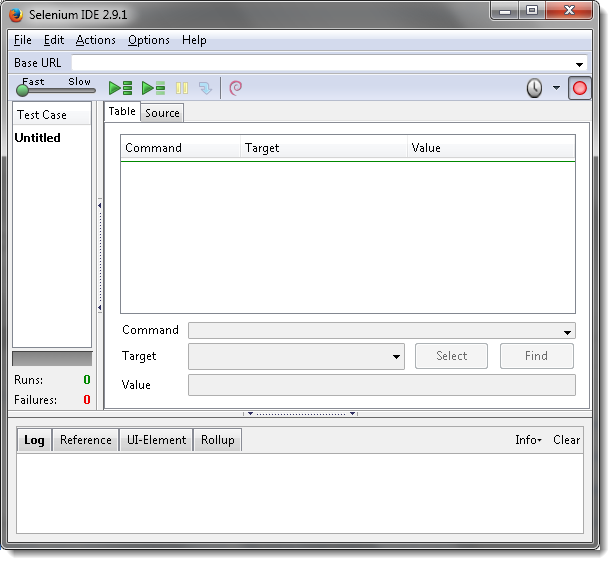 Selenium IDE 2.9.1
File Edit Actions Options Help
Base URL
Fast Slow
Test Case
Untitled
Table Source
Command Target Value
Command
Target Select Find
Value
Runs: 0
Failures: 0
Log Reference UI-Element Rollup Info Clear